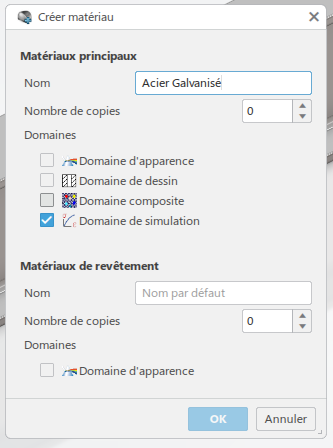 Créer matériau
Matériaux principaux
Nom Acier Galvanisé
Nombre de copies 0
Domaines
Domaine d'apparence
Domaine de dessin
Domaine composite
Domaine de simulation
Matériaux de revêtement
Nom Nom par défaut
Nombre de copies 0
Domaines
Domaine d'apparence
OK Annuler